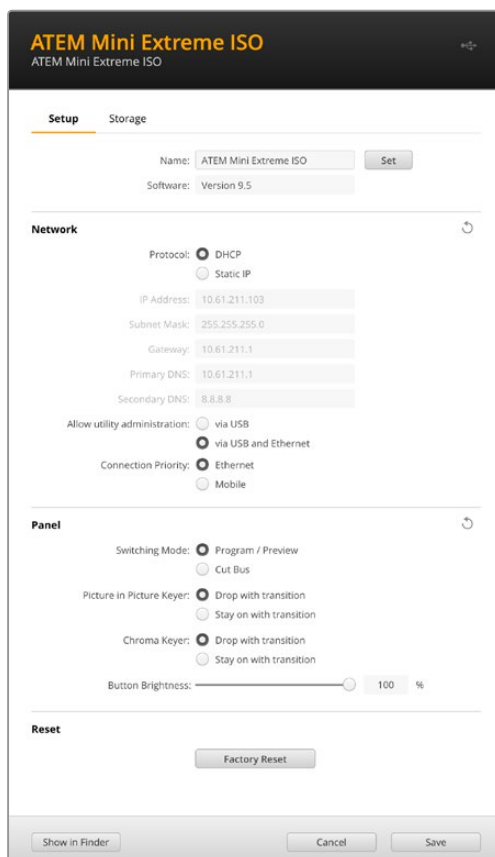 ATEM Mini Extreme ISO
ATEM Mini Extreme ISO
Setup Storage
Name: ATEM Mini Extreme ISO Set
Software: Version 9.5
Network
Protocol: DHCP
Static IP
IP Address: 10.61.211.103
Subnet Mask: 255.255.255.0
Gateway: 10.61.211.1
Primary DNS: 10.61.211.1
Secondary DNS: 8.8.8.8
Allow utility administration: via USB
via USB and Ethernet
Connection Priority: Ethernet
Mobile
Panel
Switching Mode: Program / Preview
Cut Bus
Picture in Picture Keyer: Drop with transition
Stay on with transition
Chroma Keyer: Drop with transition
Stay on with transition
Button Brightness: 100 %
Reset
Factory Reset
Show in Finder Cancel Save